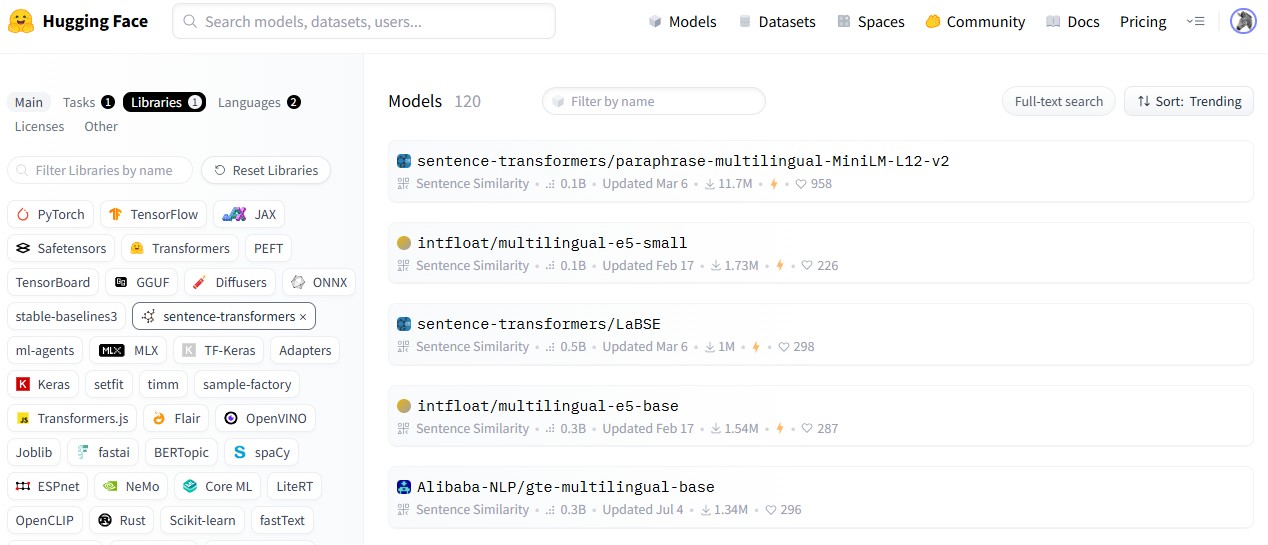 Hugging Face
Search models, datasets, users...
Models
Datasets
Spaces
Community
Docs
Pricing
Main
Tasks 1
Libraries 1
Languages 2
Licenses
Other
Filter Libraries by name
Reset Libraries
PyTorch
TensorFlow
JAX
Safetensors
Transformers
PEFT
TensorBoard
GGUF
Diffusers
ONNX
stable-baselines3
sentence-transformers ×
ml-agents
MLX MLX
K TF-Keras
Adapters
K Keras
setfit
timm
sample-factory
JS Transformers.js
Flair
OpenVINO
Joblib
fastai
BERTopic
S spaCy
ESPnet
NeMo
Core ML
LiteRT
OpenCLIP
Rust
Scikit-learn
fastText
Models 120
Filter by name
Full-text search
Sort: Trending
sentence-transformers/paraphrase-multilingual-MiniLM-L12-v2
Sentence Similarity • 0.1B • Updated Mar 6 • 11.7M • • 958
intfloat/multilingual-e5-small
Sentence Similarity • 0.1B • Updated Feb 17 • 1.73M • • 226
sentence-transformers/LaBSE
Sentence Similarity • 0.5B • Updated Mar 6 • 1M • • 298
intfloat/multilingual-e5-base
Sentence Similarity • 0.3B • Updated Feb 17 • 1.54M • • 287
Alibaba-NLP/gte-multilingual-base
Sentence Similarity • 0.3B • Updated Jul 4 • 1.34M • 296